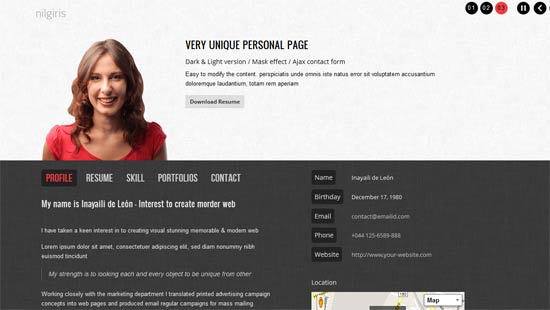 nilgiris
01 02 03
VERY UNIQUE PERSONAL PAGE
Dark & Light version / Mask effect / Ajax contact form
Easy to modify the content. perspiciatis unde omnis iste natus error sit voluptatem accusantium
doloremque laudantium, totam rem aperiam
Download Resume
PROFILE RESUME SKILL PORTFOLIOS CONTACT
My name is Inayaili de León - Interest to create morder web
I have taken a keen interest in to creating visual stunning memorable & modern web
Lorem ipsum dolor sit amet, consectetuer adipiscing elit, sed diam nonummy nibh
euismod tincidunt
My strength is to looking each and every object to be unique from other
Working closely with the marketing department I translated printed advertising campaign
concepts into web pages and produced email regular campaigns for mass mailing.
Name Inayaili de León
Birthday December 17, 1980
Email contact@emailid.com
Phone +044 125-6589-888
Website http://www.your-website.com
Location
Map